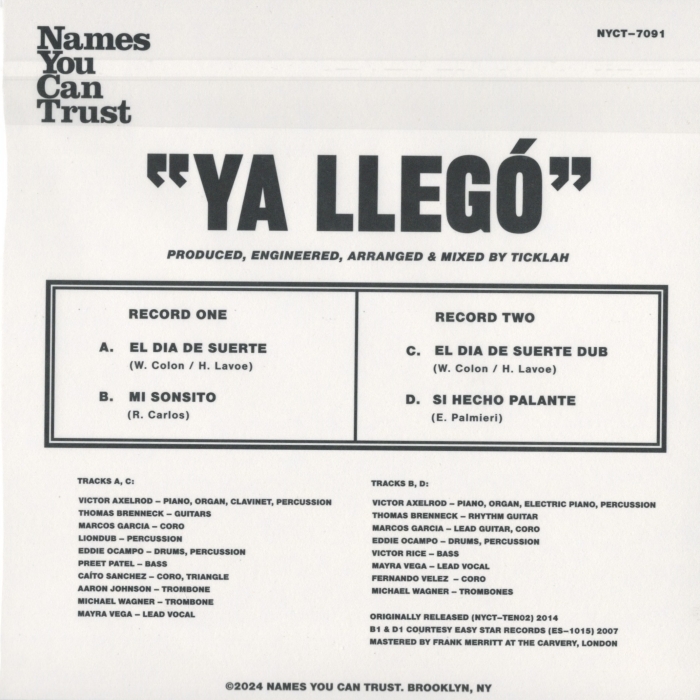 Names
You
Can
Trust
NYCT–7091
“YA LLEGÓ”
PRODUCED, ENGINEERED, ARRANGED & MIXED BY TICKLAH
RECORD ONE
A. EL DIA DE SUERTE
(W. Colon / H. Lavoe)
B. MI SONSITO
(R. Carlos)
RECORD TWO
C. EL DIA DE SUERTE DUB
(W. Colon / H. Lavoe)
D. SI HECHO PALANTE
(E. Palmieri)
TRACKS A, C:
VICTOR AXELROD – PIANO, ORGAN, CLAVINET, PERCUSSION
THOMAS BRENNECK – GUITARS
MARCOS GARCIA – CORO
LIONDUB – PERCUSSION
EDDIE OCAMPO – DRUMS, PERCUSSION
PREET PATEL – BASS
CAÍTO SANCHEZ – CORO, TRIANGLE
AARON JOHNSON – TROMBONE
MICHAEL WAGNER – TROMBONE
MAYRA VEGA – LEAD VOCAL
TRACKS B, D:
VICTOR AXELROD – PIANO, ORGAN, ELECTRIC PIANO, PERCUSSION
THOMAS BRENNECK – RHYTHM GUITAR
MARCOS GARCIA – LEAD GUITAR, CORO
EDDIE OCAMPO – DRUMS, PERCUSSION
VICTOR RICE – BASS
MAYRA VEGA – LEAD VOCAL
FERNANDO VELEZ – CORO
MICHAEL WAGNER – TROMBONES
ORIGINALLY RELEASED (NYCT–TEN02) 2014
B1 & D1 COURTESY EASY STAR RECORDS (ES–1015) 2007
MASTERED BY FRANK MERRITT AT THE CARVERY, LONDON
©2024 NAMES YOU CAN TRUST. BROOKLYN, NY